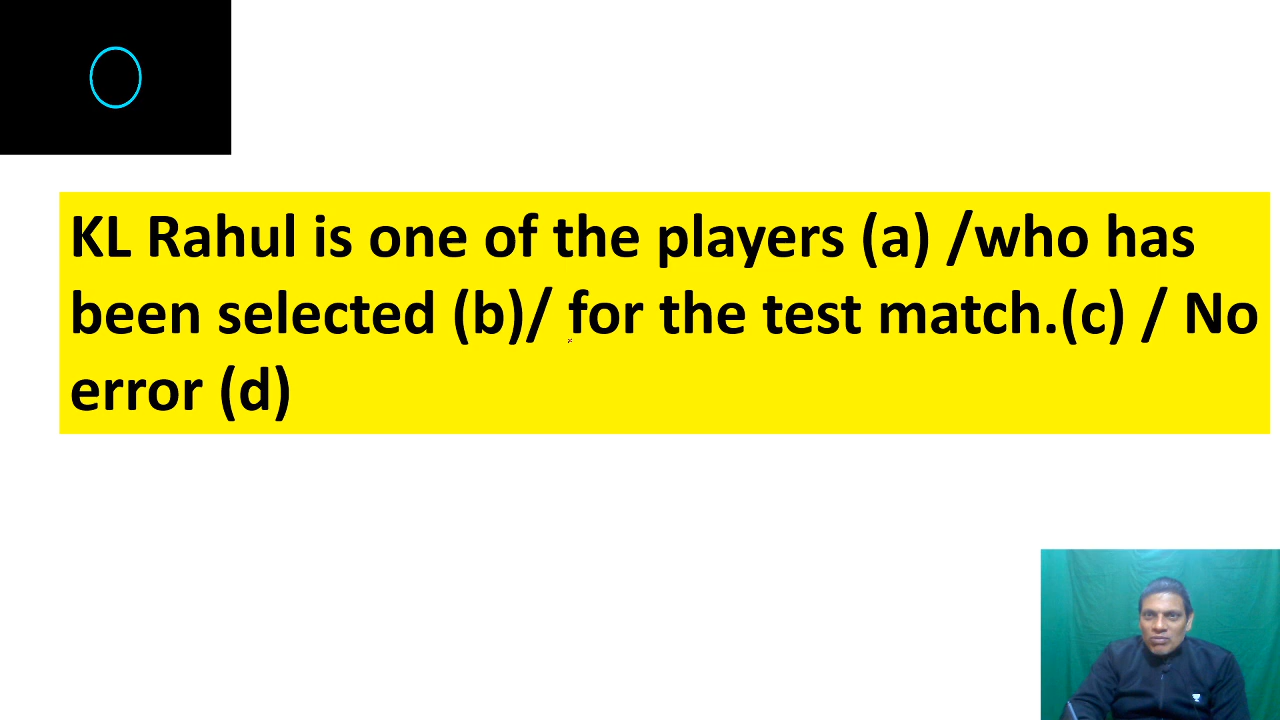 KL Rahul is one of the players (a) /who has
been selected (b)/ for the test match.(c) / No
error (d)